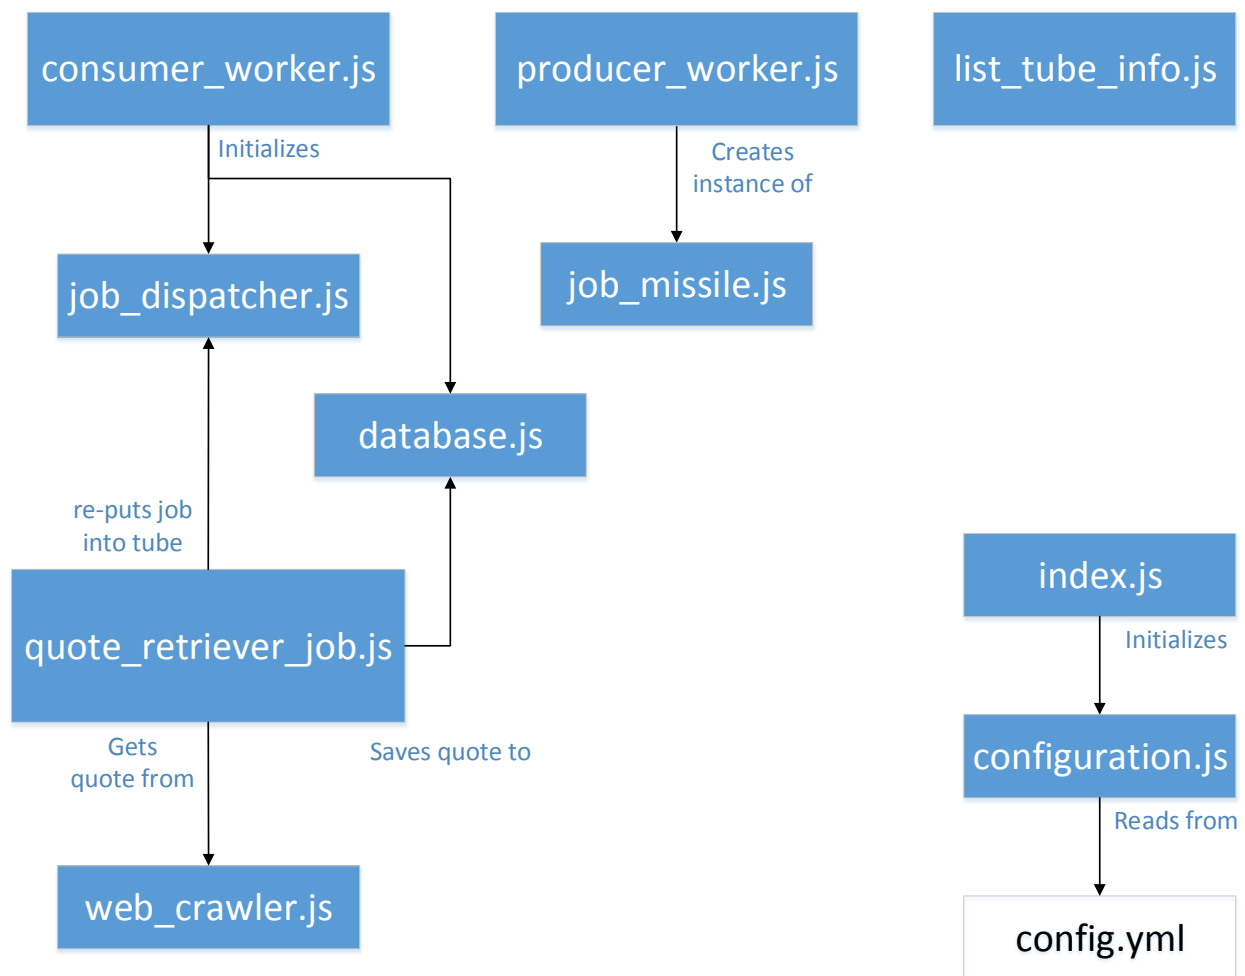 consumer_worker.js
producer_worker.js
list_tube_info.js
Initializes
Creates
instance of
job_dispatcher.js
job_missile.js
database.js
re-puts job
into tube
index.js
quote_retriever_job.js
Initializes
Gets
quote from
Saves quote to
configuration.js
Reads from
web_crawler.js
config.yml